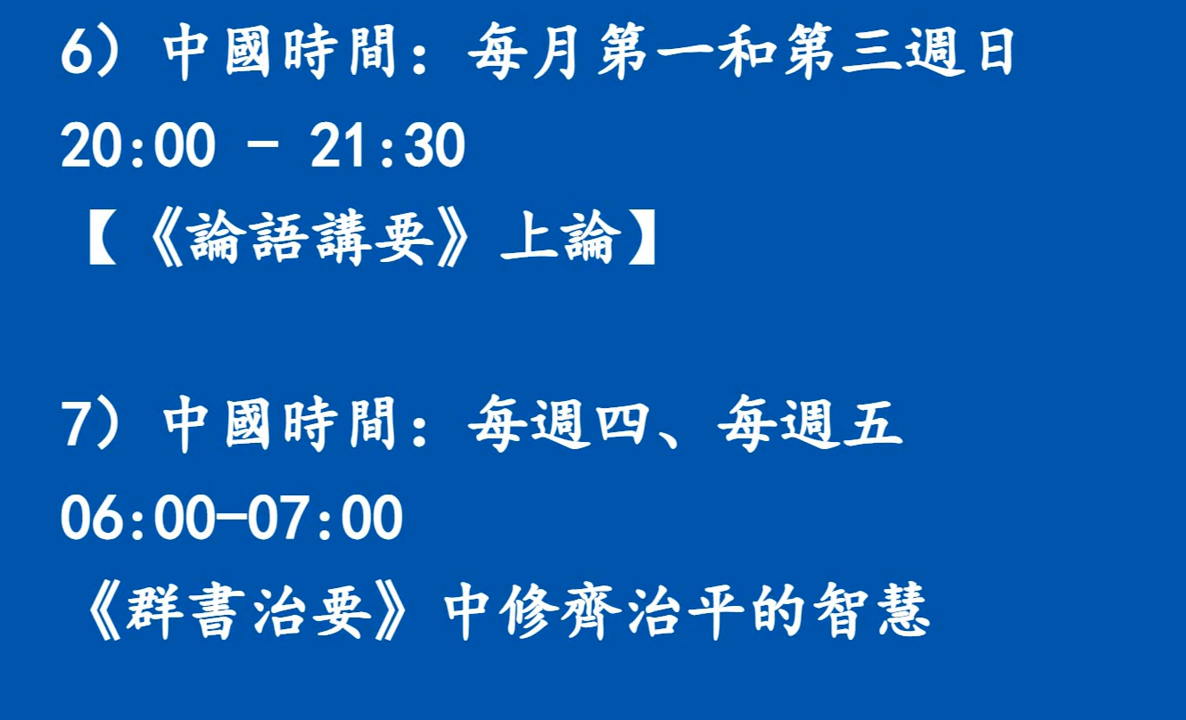 6）中國時間：每月第一和第三週日
20:00 - 21:30
【《論語講要》上論】
7）中國時間：每週四、每週五
06:00-07:00
《群書治要》中修齊治平的智慧